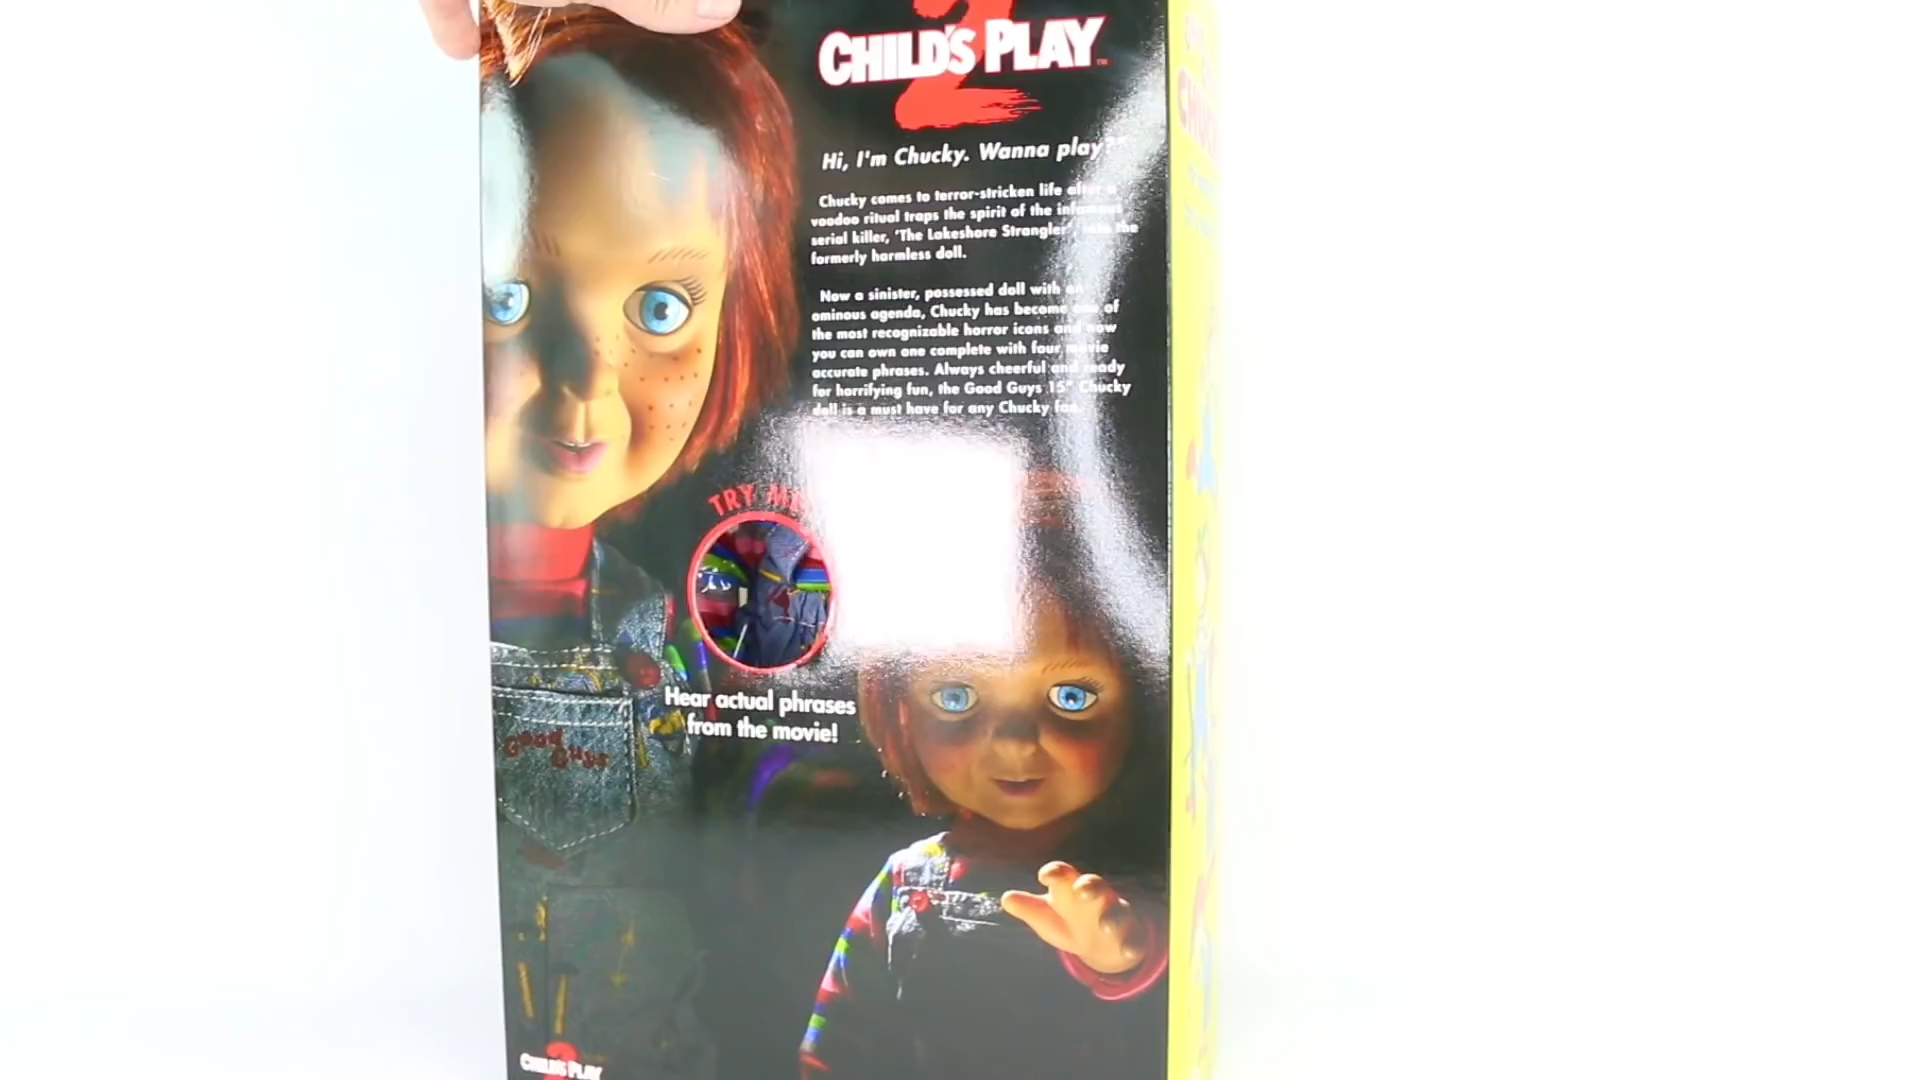 2
CHILD'S PLAY™
Hi, I'm Chucky. Wanna play?"
Chucky comes to terror-stricken life after a
voodoo ritual traps the spirit of the infamous
serial killer, 'The Lakeshore Strangler', into the
formerly harmless doll.
Now a sinister, possessed doll with an
ominous agenda, Chucky has become one of
the most recognizable horror icons and now
you can own one complete with four movie
accurate phrases. Always cheerful and ready
for horrifying fun, the Good Guys 15" Chucky
doll is a must have for any Chucky fan.
TRY ME
Hear actual phrases
from the movie!
Good
Guys
2
CHILD'S PLAY